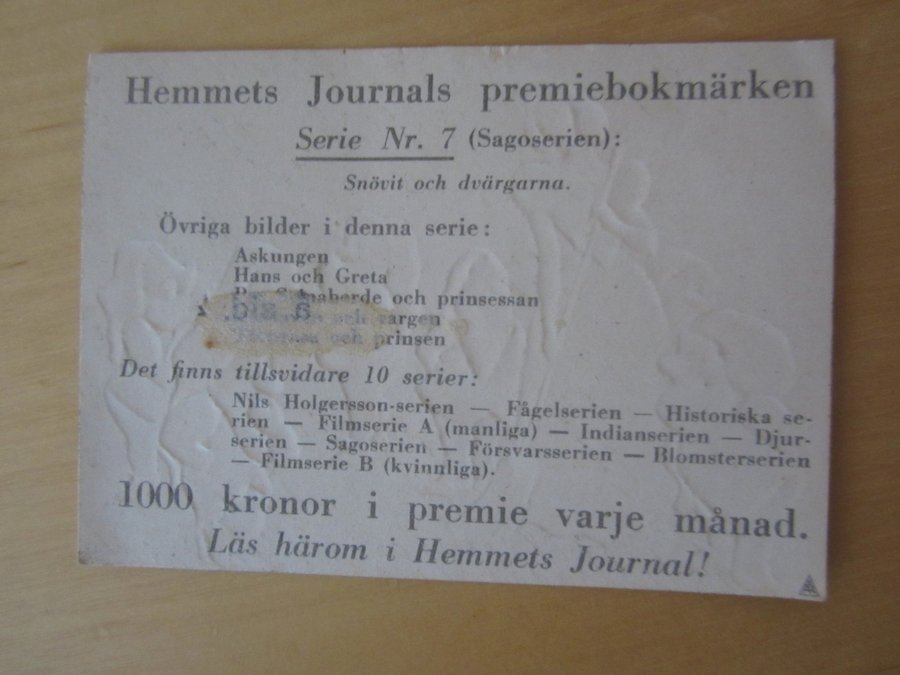 Hemmets Journals premiebokmärken
Serie Nr. 7 (Sagoserien):
Snövit och dvärgarna.
Övriga bilder i denna serie:
Askungen
Hans och Greta
och prinsessan
och vargen
och prinsen
Det finns tillsvidare 10 serier:
Nils Holgersson-serien — Fågelserien — Historiska se-
rien — Filmserie A (manliga) — Indianserien — Djur-
serien — Sagoserien — Försvarsserien — Blomsterserien
— Filmserie B (kvinnliga).
1000 kronor i premie varje månad.
Läs härom i Hemmets Journal!